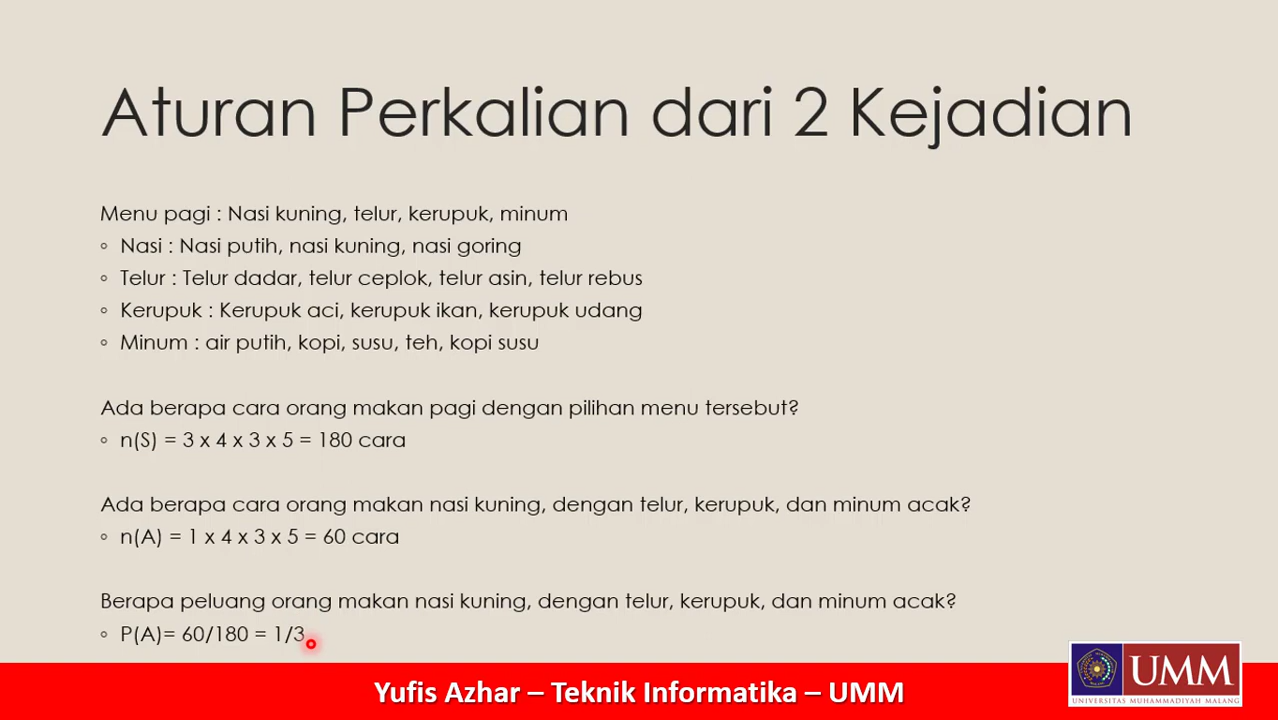 Aturan Perkalian dari 2 Kejadian
Menu pagi : Nasi kuning, telur, kerupuk, minum
◦ Nasi : Nasi putih, nasi kuning, nasi goring
◦ Telur : Telur dadar, telur ceplok, telur asin, telur rebus
◦ Kerupuk : Kerupuk aci, kerupuk ikan, kerupuk udang
◦ Minum : air putih, kopi, susu, teh, kopi susu
Ada berapa cara orang makan pagi dengan pilihan menu tersebut?
◦ n(S) = 3 x 4 x 3 x 5 = 180 cara
Ada berapa cara orang makan nasi kuning, dengan telur, kerupuk, dan minum acak?
◦ n(A) = 1 x 4 x 3 x 5 = 60 cara
Berapa peluang orang makan nasi kuning, dengan telur, kerupuk, dan minum acak?
◦ P(A)= 60/180 = 1/3
Yufis Azhar – Teknik Informatika – UMM
UMM
UNIVERSITAS MUHAMMADIYAH MALANG